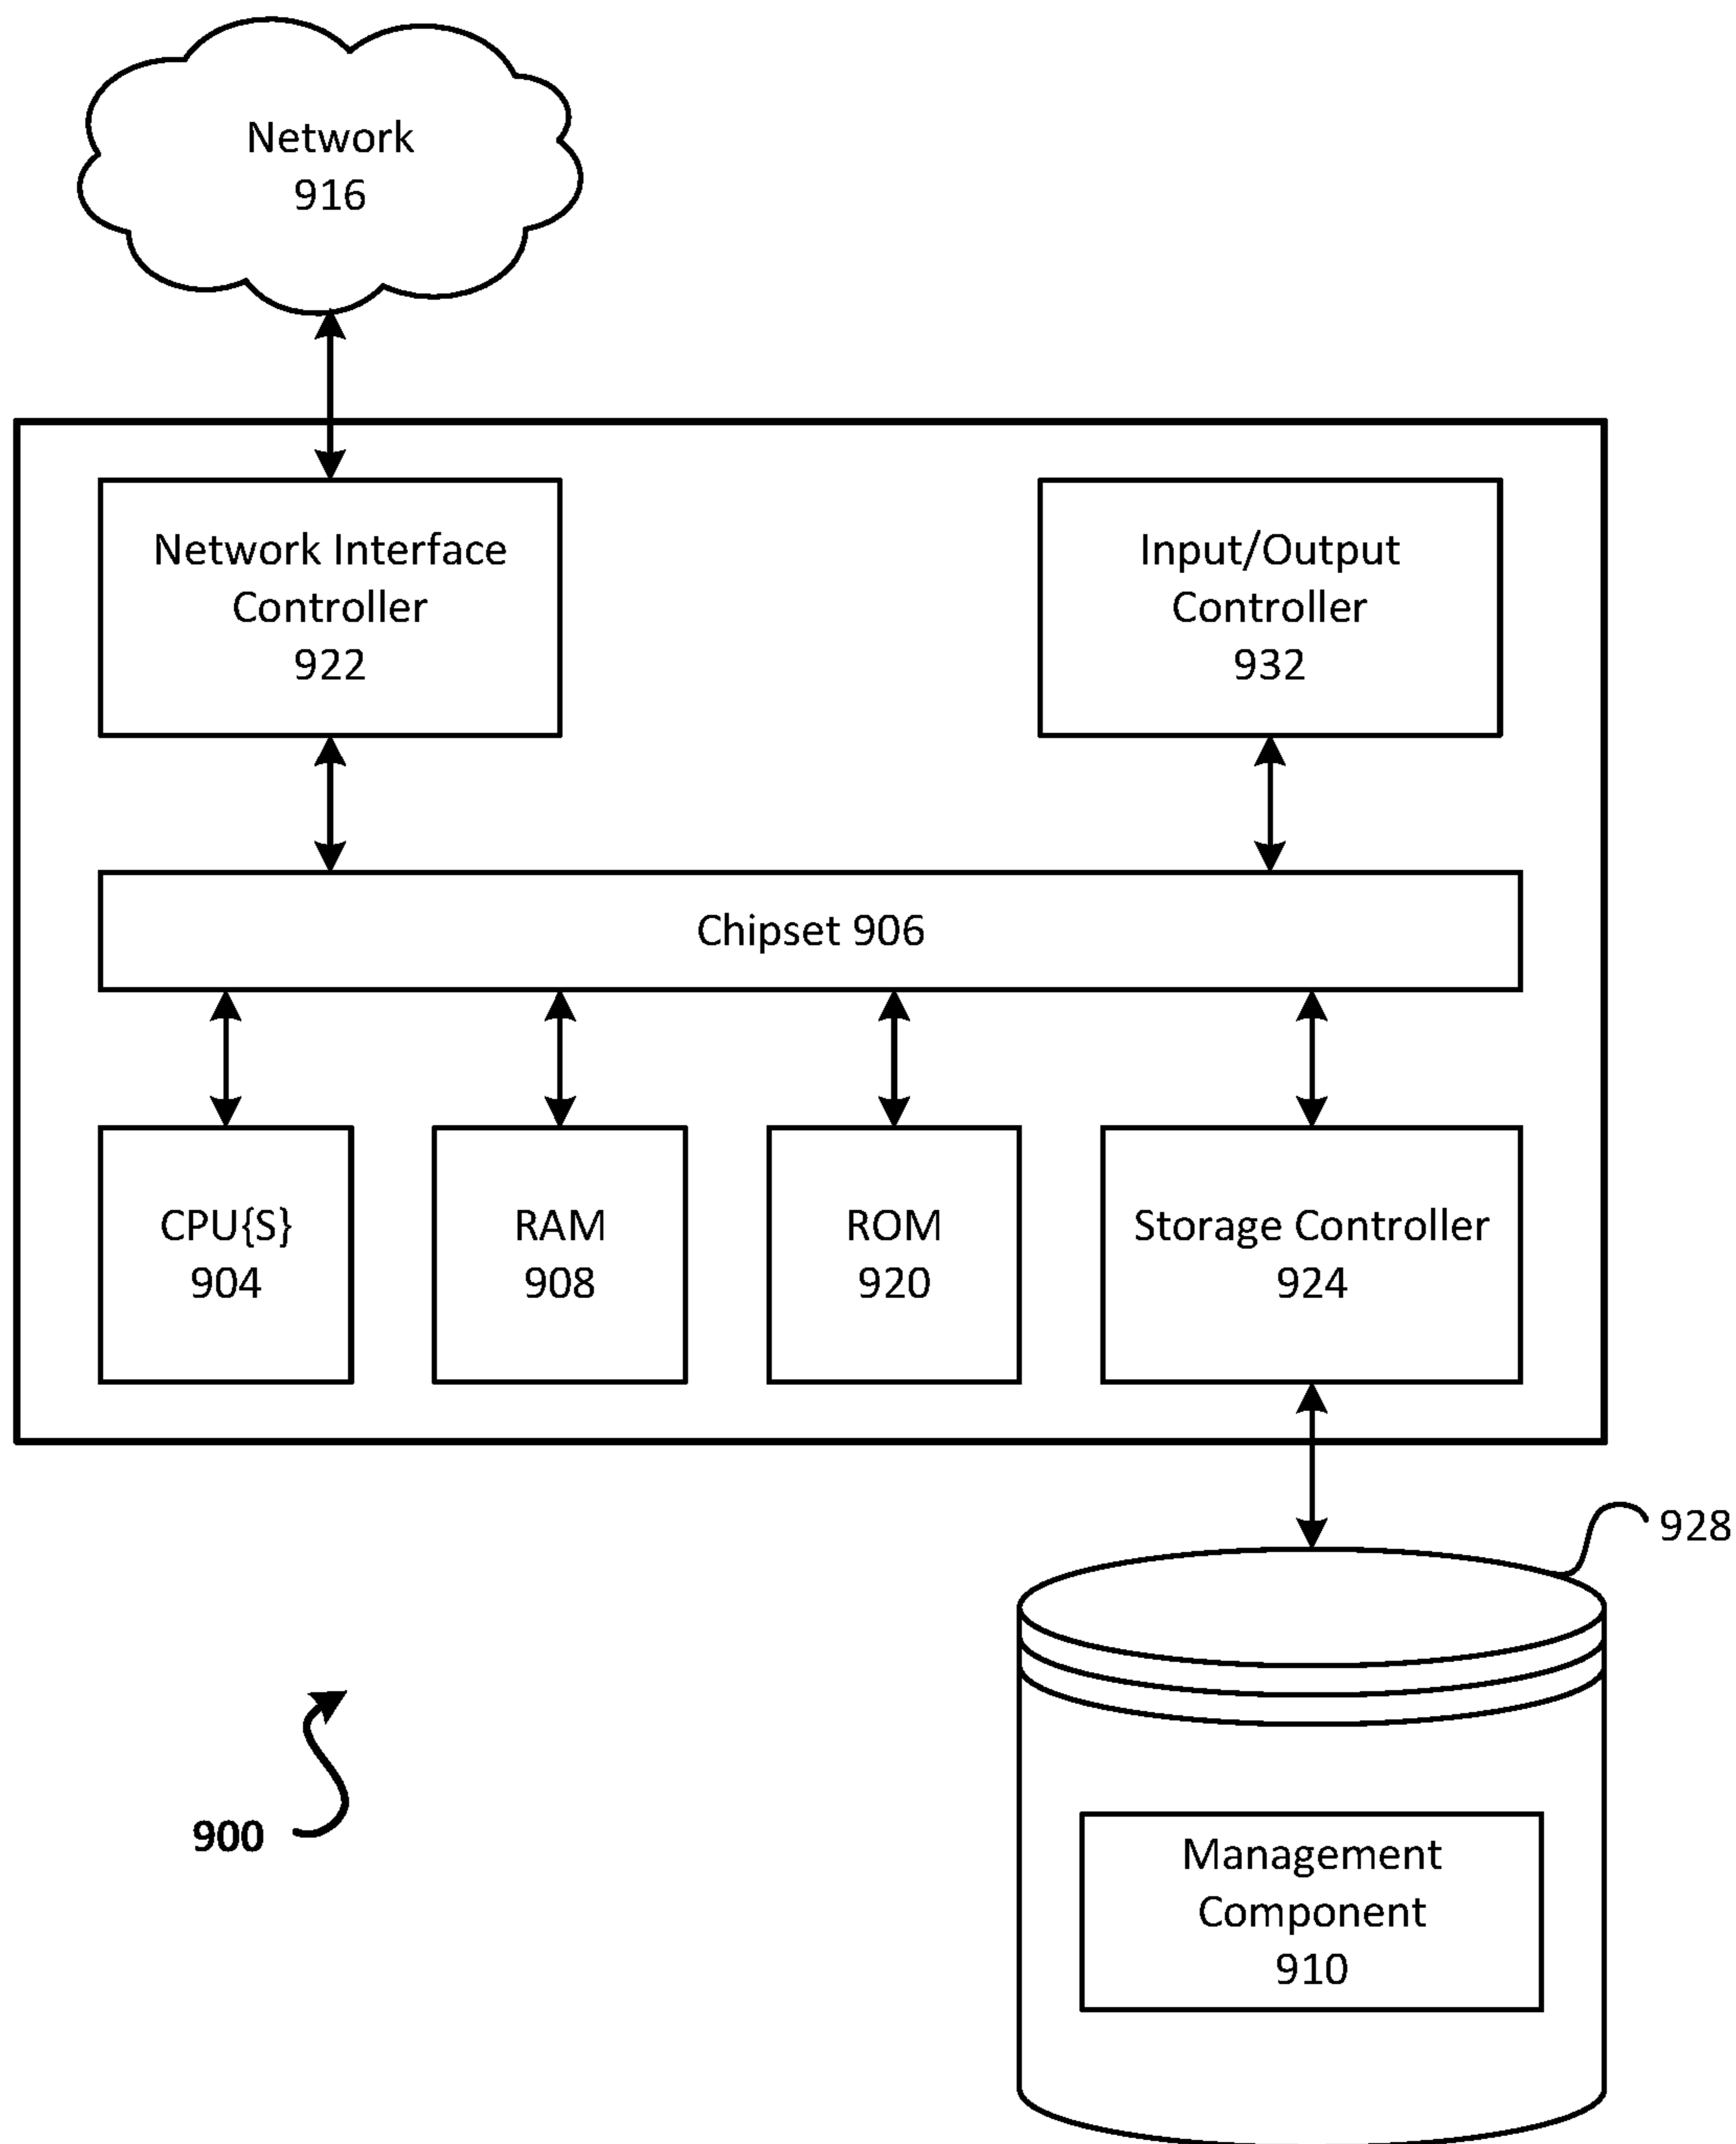 Network
916
Network Interface
Controller
922
Input/Output
Controller
932
Chipset 906
CPU{S}
904
RAM
908
ROM
920
Storage Controller
924
928
900
Management
Component
910